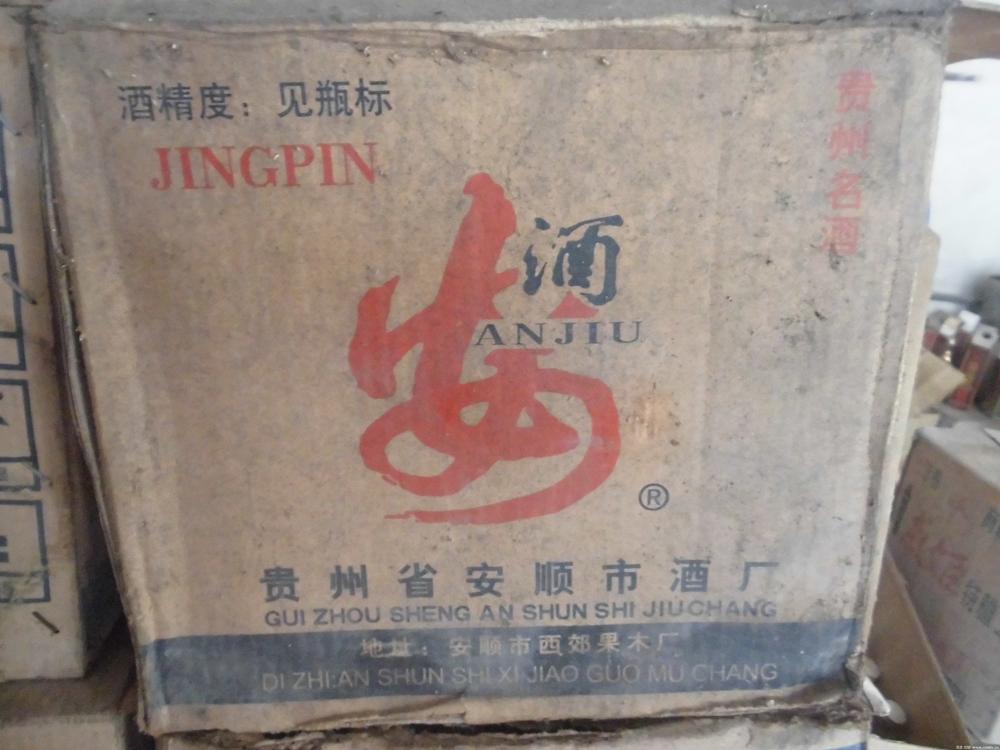 酒精度：见瓶标
JINGPIN
贵州名酒
安
酒
ANJIU
®
贵州省安顺市酒厂
GUI ZHOU SHENG AN SHUN SHI JIUCHANG
地址：安顺市西郊果木厂
DI ZHI:AN SHUN SHI XI JIAO GUO MU CHANG